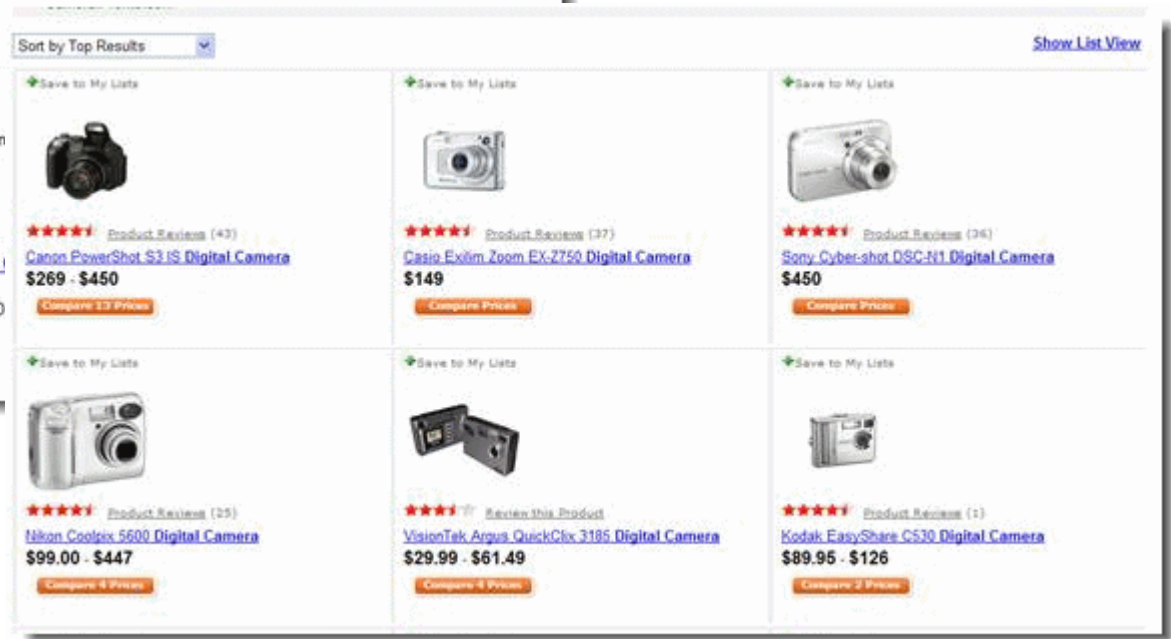 Sort by Top Results
Show List View
Save to My Lists
Save to My Lists
Save to My Lists
Product Reviews (43)
Product Reviews (37)
Product Reviews (36)
Canon PowerShot S3 IS Digital Camera
Casio Exilim Zoom EX-Z750 Digital Camera
Sony Cyber-shot DSC-N1 Digital Camera
$269 - $450
$149
$450
Compare 13 Prices
Compare Prices
Compare Prices
Save to My Lists
Save to My Lists
Save to My Lists
Product Reviews (25)
Review this Product
Product Reviews (1)
Nikon Coolpix 5600 Digital Camera
VisionTek Argus QuickClix 3185 Digital Camera
Kodak EasyShare C530 Digital Camera
$99.00 - $447
$29.99 - $61.49
$89.95 - $126
Compare 4 Prices
Compare 4 Prices
Compare 2 Prices